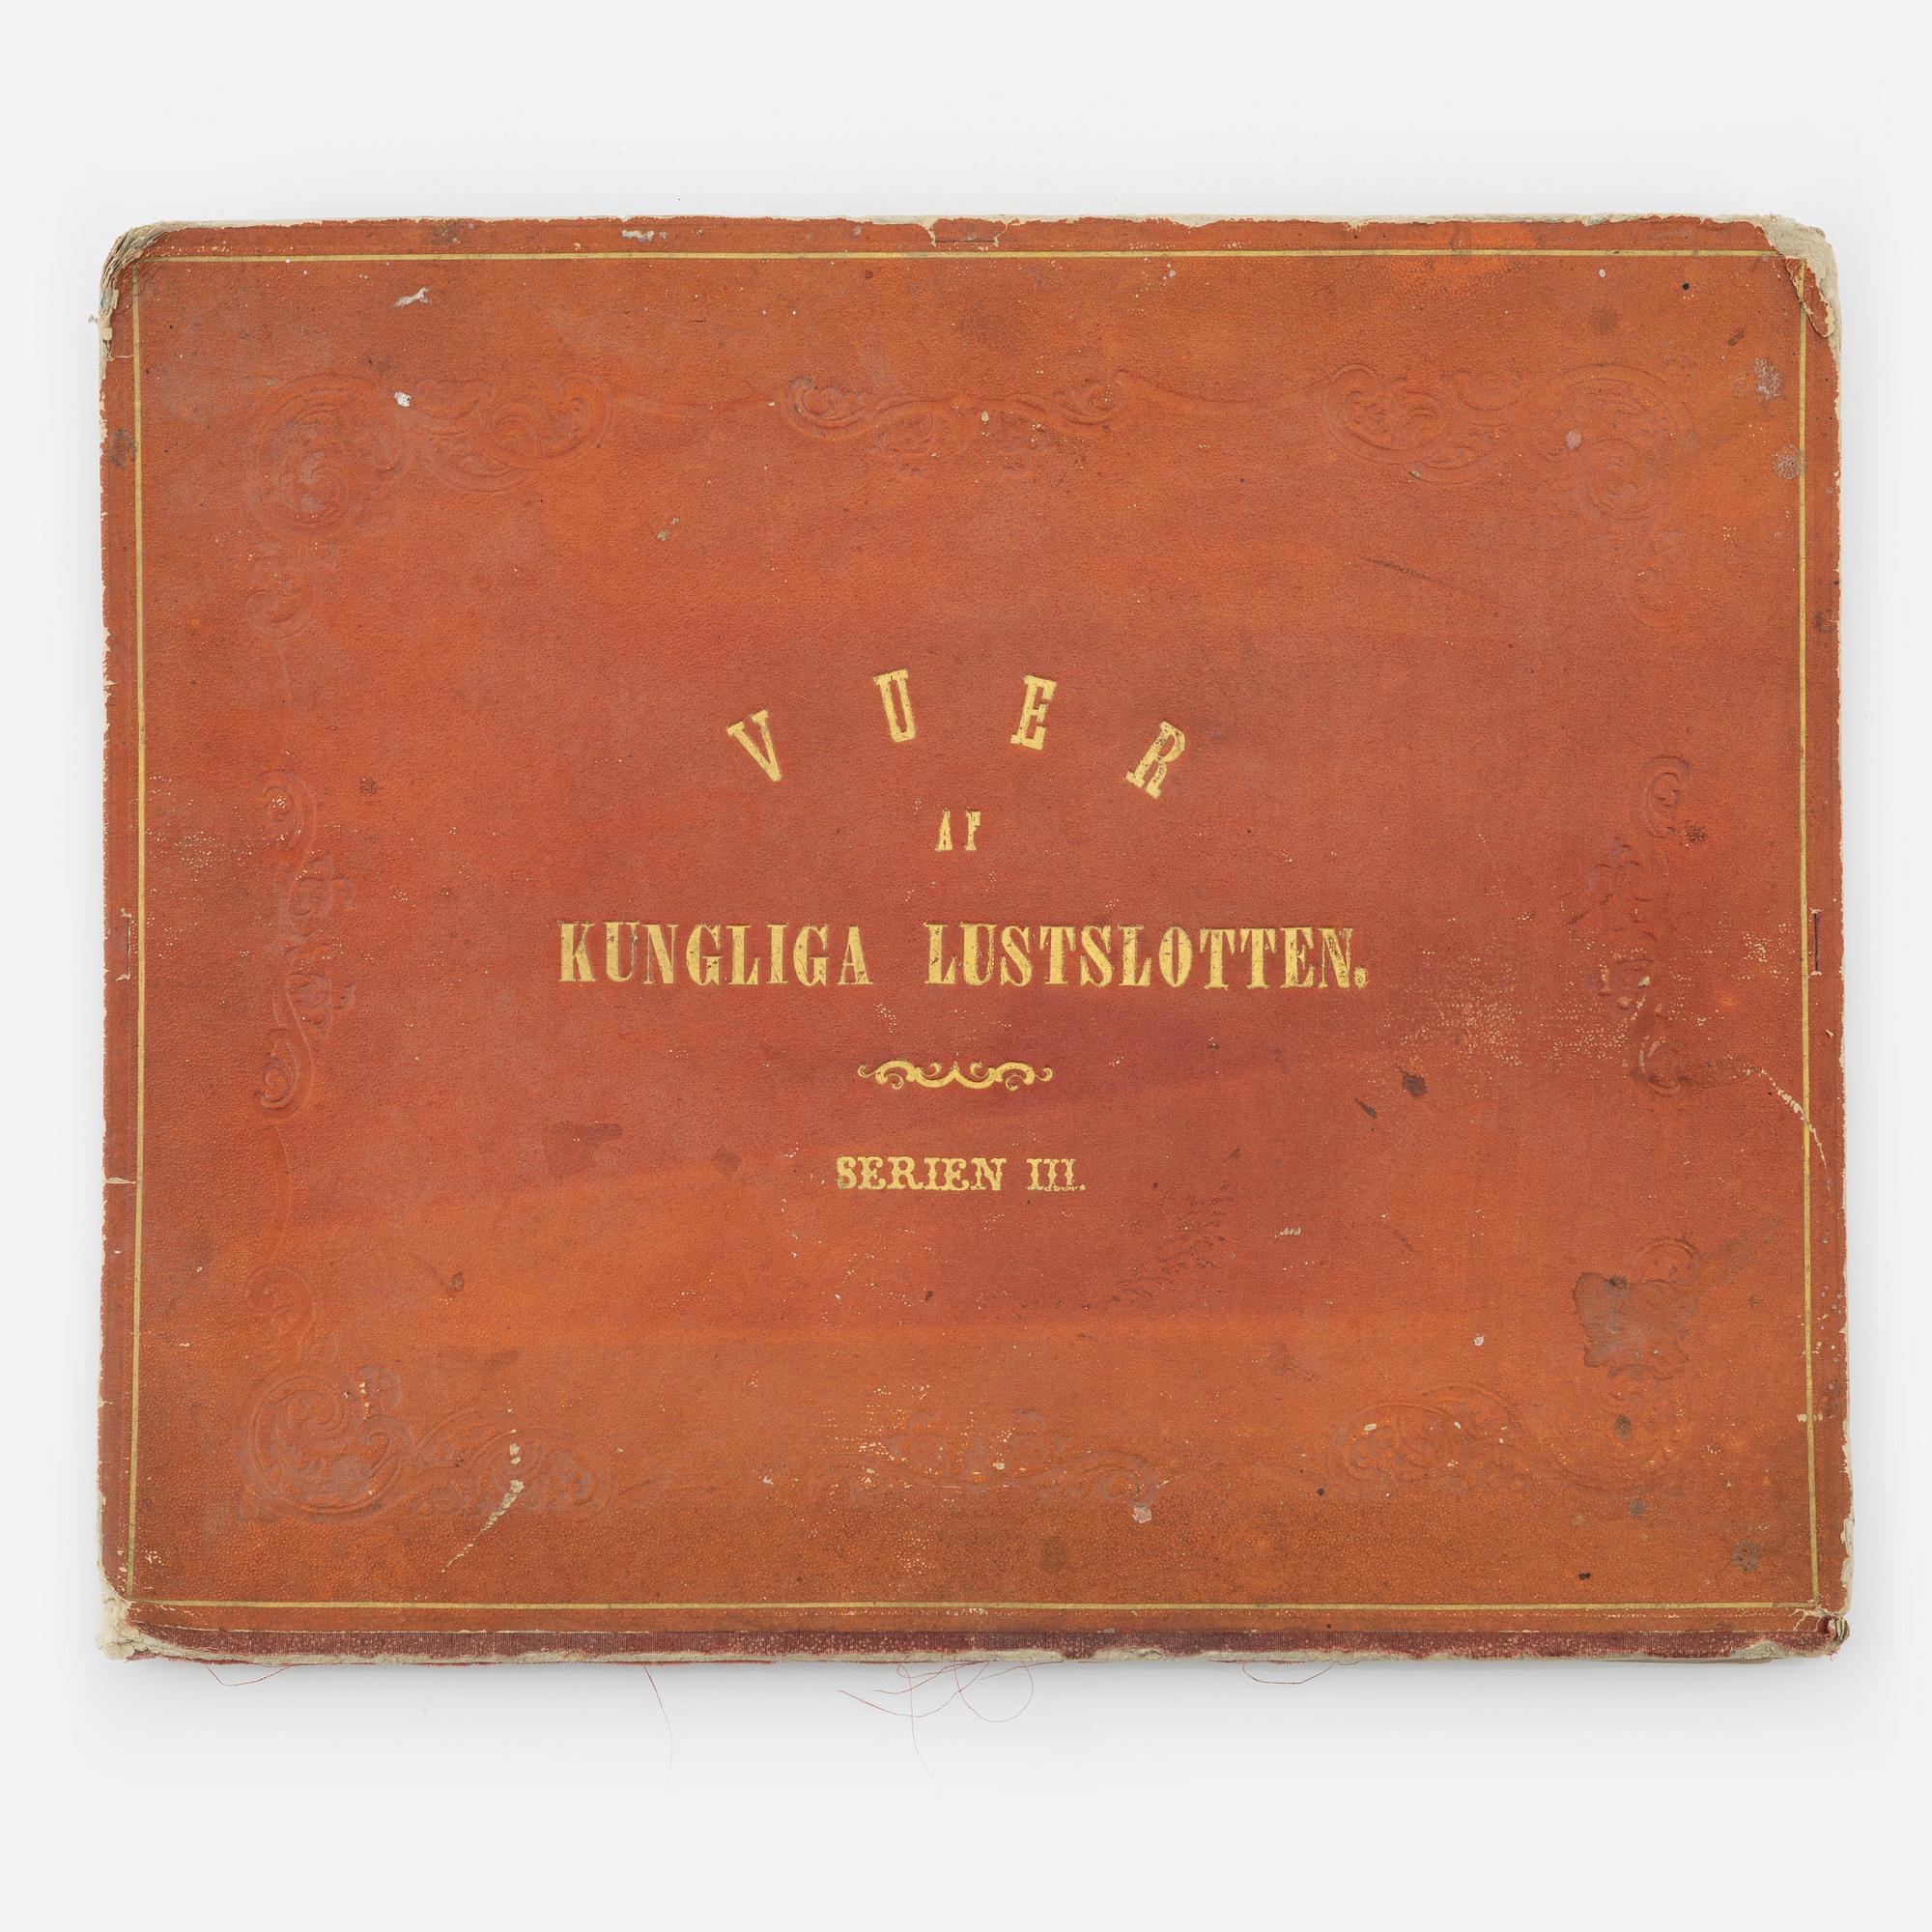 VUER
AF
KUNGLIGA LUSTSLOTTEN.
SERIEN III.